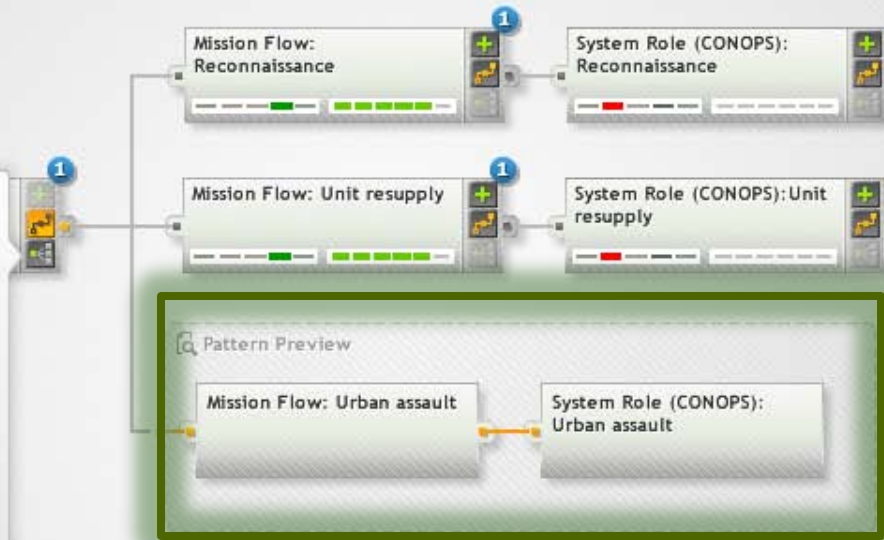 1
Mission Flow:
Reconnaissance
System Role (CONOPS):
Reconnaissance
1
1
Mission Flow: Unit resupply
System Role (CONOPS):Unit
resupply
Pattern Preview
Mission Flow: Urban assault
System Role (CONOPS):
Urban assault